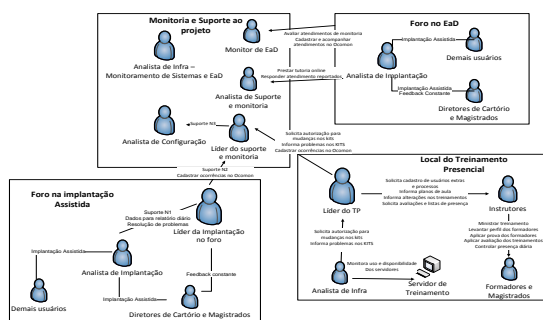 Monitoria e Suporte ao
projeto
Monitor de EaD
Analista de Infra –
Monitoramento de Sistemas e EaD
Analista de Suporte
e monitoria
Suporte N3
Analista de Configuração
Líder do suporte
e monitoria
Avaliar atendimentos de monitoria
Cadastrar e acompanhar
atendimentos no Ocomon
Prestar tutoria online
Responder atendimento reportados
Foro no EaD
Implantação Assistida
Demais usuários
Analista de Implantação
Implantação Assistida
Feedback Constante
Diretores de Cartório
e Magistrados
Solicita autorização para
mudanças nos kits
Informa problemas no KITS
Cadastrar ocorrências no Ocomon
Suporte N2
Cadastrar ocorrências no Ocomon
Foro na implantação
Assistida
Suporte N1
Dados para relatório diário
Resolução de problemas
Líder da Implantação
no foro
Implantação Assistida
Analista de Implantação
Feedback constante
Implantação Assistida
Demais usuários
Diretores de Cartório e Magistrados
Local do Treinamento
Presencial
Solicita cadastro de usuários extras
e processos
Informa planos de aula
Informa alterações nos treinamentos
Solicita avaliações e listas de presença
Líder do TP
Instrutores
Solicita autorização para
mudanças nos kits
Informa problemas nos KITS
Ministrar treinamento
Levantar perfil dos formadores
Aplicar prova dos formadores
Aplicar avaliação dos treinamentos
Controlar presença diária
Monitora uso e disponibilidade
Dos servidores
Analista de Infra
Servidor de
Treinamento
Formadores e
Magistrados